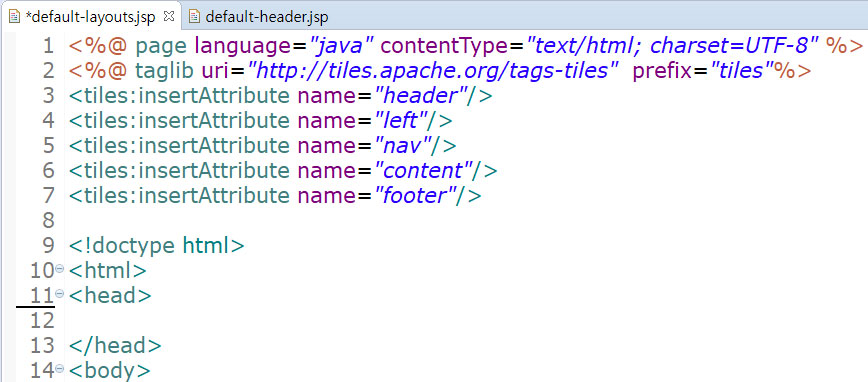 *default-layouts.jsp default-header.jsp
1 <%@ page language="java" contentType="text/html; charset=UTF-8" %>
2 <%@ taglib uri="http://tiles.apache.org/tags-tiles"  prefix="tiles"%>
3 <tiles:insertAttribute name="header"/>
4 <tiles:insertAttribute name="left"/>
5 <tiles:insertAttribute name="nav"/>
6 <tiles:insertAttribute name="content"/>
7 <tiles:insertAttribute name="footer"/>
8
9 <!doctype html>
10 <html>
11 <head>
12
13 </head>
14 <body>